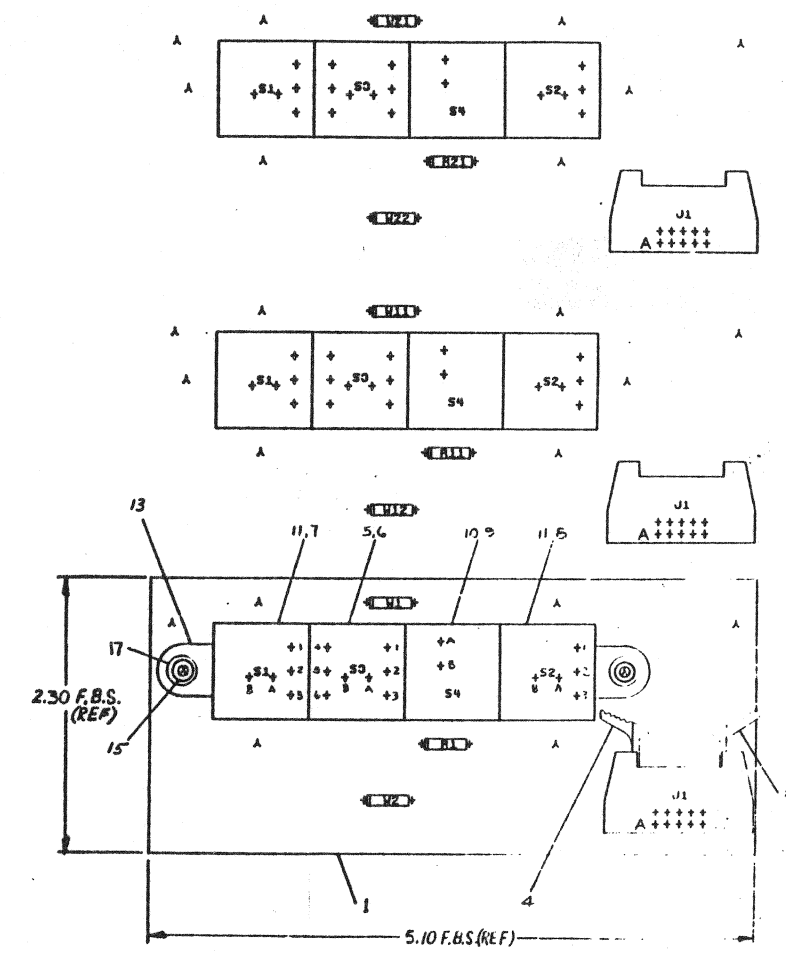 W21
S1 S3 S4 S2
R21
J1
A
W22
W11
S1 S3 S4 S2
R11
J1
A
W12
13
11,7 5,6 10,9
W1
17
1 4 1 A 1
S1 2 5 S3 2 B S2 2
B A 3 6 B A 3 S4 B A 3
2.30 F.B.S.
(REF)
15
R1
J1
A
W2
1
4
5.10 F.B.S.(REF)